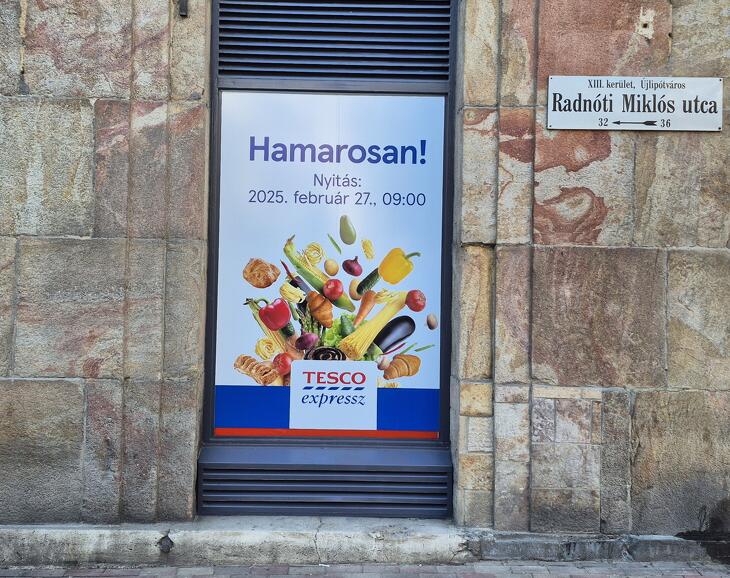 Hamarosan!
Nyitás:
2025. február 27., 09:00
TESCO
expressz
XIII. kerület, Újlipótváros
Radnóti Miklós utca
32 36